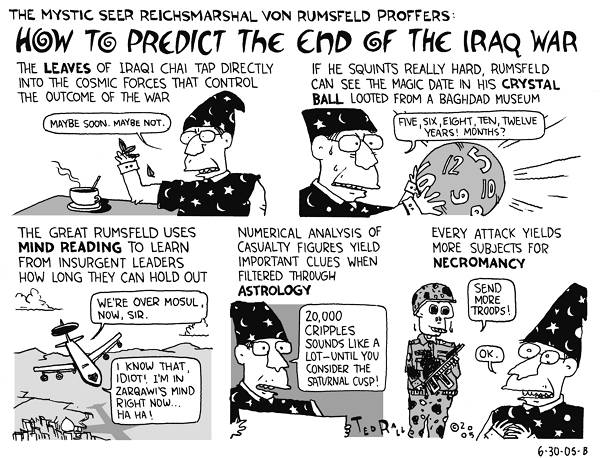 THE MYSTIC SEER REICHSMARSHAL VON RUMSFELD PROFFERS:
HOW TO PREDICT THE END OF THE IRAQ WAR
THE LEAVES OF IRAQI CHAI TAP DIRECTLY
INTO THE COSMIC FORCES THAT CONTROL
THE OUTCOME OF THE WAR
MAYBE SOON. MAYBE NOT.
IF HE SQUINTS REALLY HARD, RUMSFELD
CAN SEE THE MAGIC DATE IN HIS CRYSTAL
BALL LOOTED FROM A BAGHDAD MUSEUM
FIVE, SIX, EIGHT, TEN, TWELVE
YEARS! MONTHS?
12
5
6
10
THE GREAT RUMSFELD USES
MIND READING TO LEARN
FROM INSURGENT LEADERS
HOW LONG THEY CAN HOLD OUT
WE'RE OVER MOSUL,
NOW, SIR.
I KNOW THAT,
IDIOT! I'M IN
ZARQAWI'S MIND
RIGHT NOW...
HA HA!
NUMERICAL ANALYSIS OF
CASUALTY FIGURES YIELD
IMPORTANT CLUES WHEN
FILTERED THROUGH
ASTROLOGY
20,000
CRIPPLES
SOUNDS LIKE A
LOT—UNTIL YOU
CONSIDER THE
SATURNAL CUSP!
TED RALL
EVERY ATTACK YIELDS
MORE SUBJECTS FOR
NECROMANCY
SEND
MORE
TROOPS!
OK.
©2005
6-30-05-B